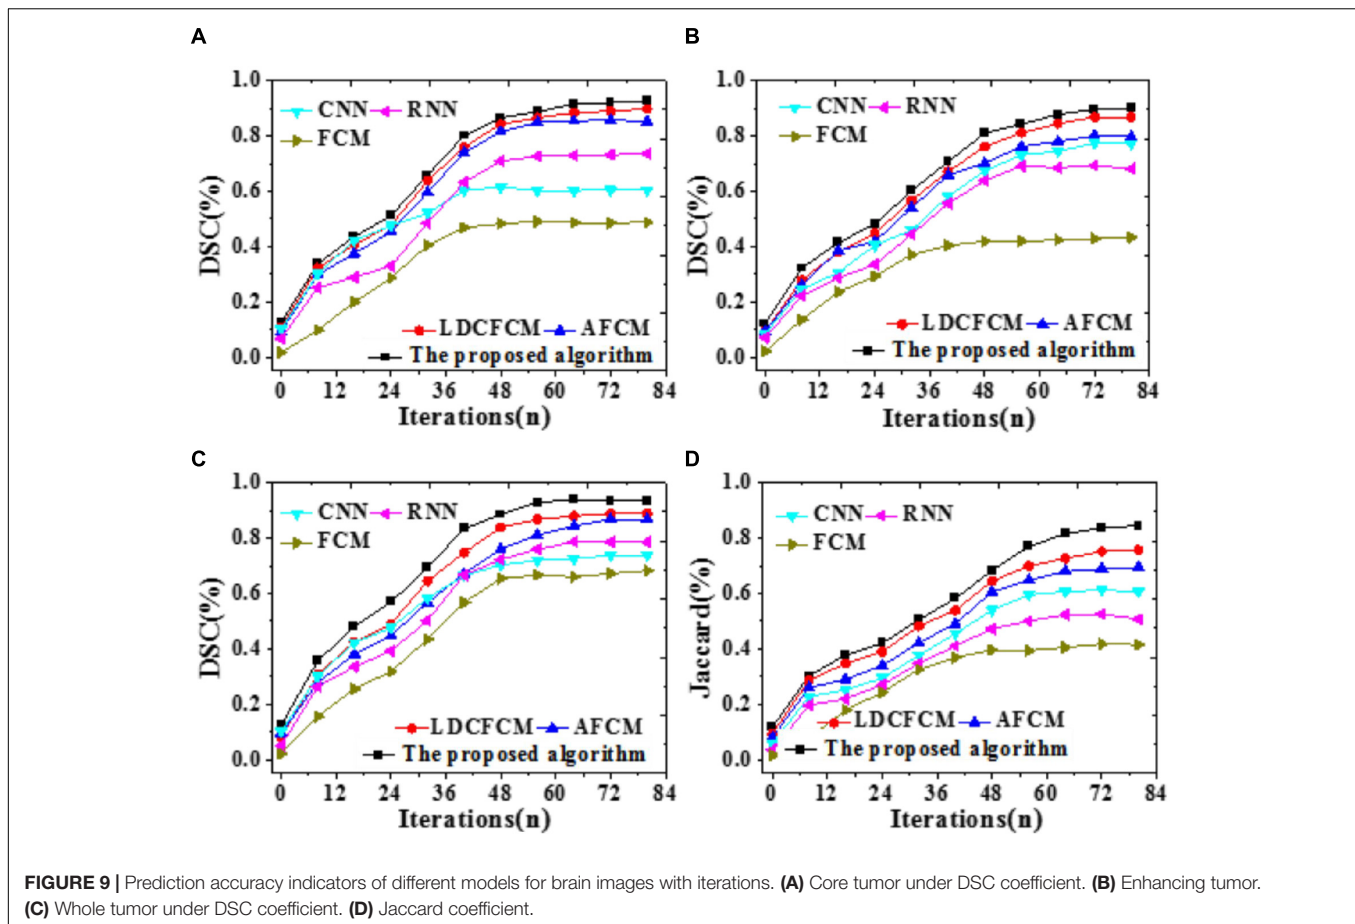 A
1.0
0.8
0.6
0.4
0.2
0.0
DSC(%)
CNN RNN
FCM
LDCFCM AFCM
The proposed algorithm
0 12 24 36 48 60 72 84
Iterations(n)
B
1.0
0.8
0.6
0.4
0.2
0.0
DSC(%)
CNN RNN
FCM
LDCFCM AFCM
The proposed algorithm
0 12 24 36 48 60 72 84
Iterations(n)
C
1.0
0.8
0.6
0.4
0.2
0.0
DSC(%)
CNN RNN
FCM
LDCFCM AFCM
The proposed algorithm
0 12 24 36 48 60 72 84
Iterations(n)
D
1.0
0.8
0.6
0.4
0.2
0.0
Jaccard(%)
CNN RNN
FCM
LDCFCM AFCM
The proposed algorithm
0 12 24 36 48 60 72 84
Iterations(n)
FIGURE 9 | Prediction accuracy indicators of different models for brain images with iterations. (A) Core tumor under DSC coefficient. (B) Enhancing tumor.
(C) Whole tumor under DSC coefficient. (D) Jaccard coefficient.